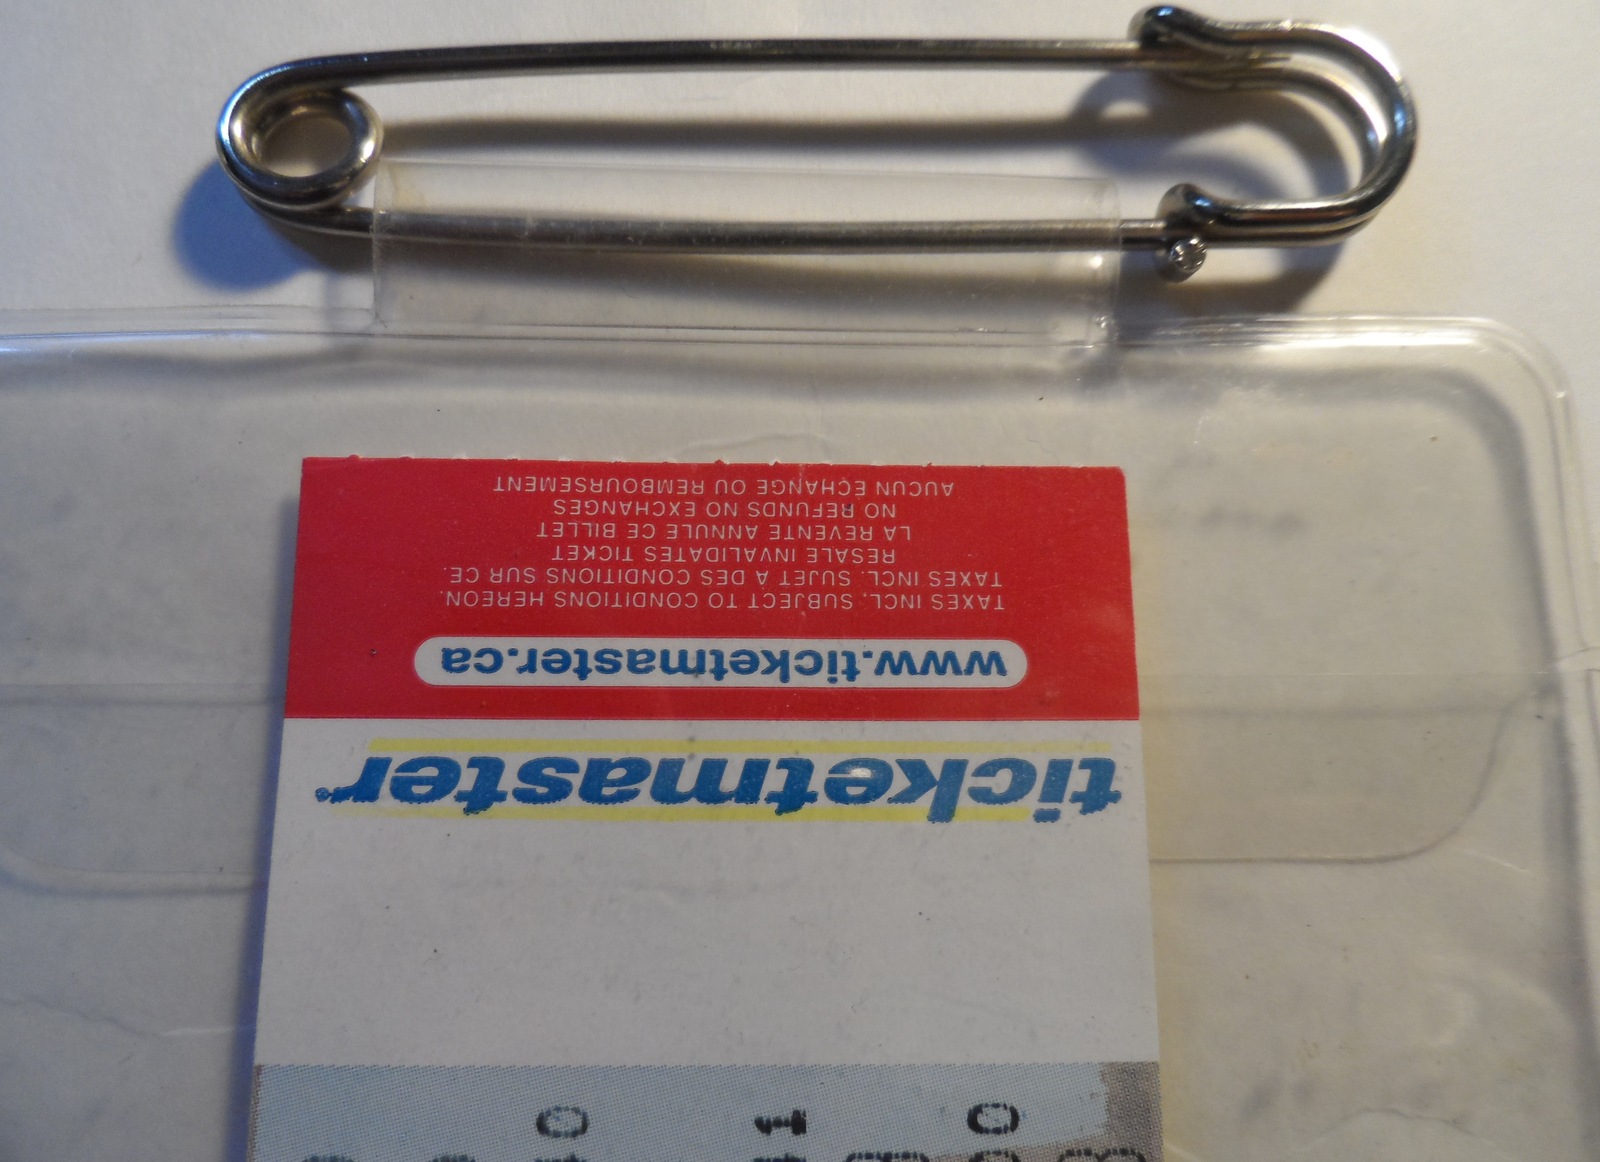 ticketmaster
www.ticketmaster.ca
TAXES INCL. SUBJECT TO CONDITIONS HEREON.
TAXES INCL. SUJET A DES CONDITIONS SUR CE.
RESALE INVALIDATES TICKET
LA REVENTE ANNULE CE BILLET
NO REFUNDS NO EXCHANGES
AUCUN ECHANGE OU REMBOURSEMENT